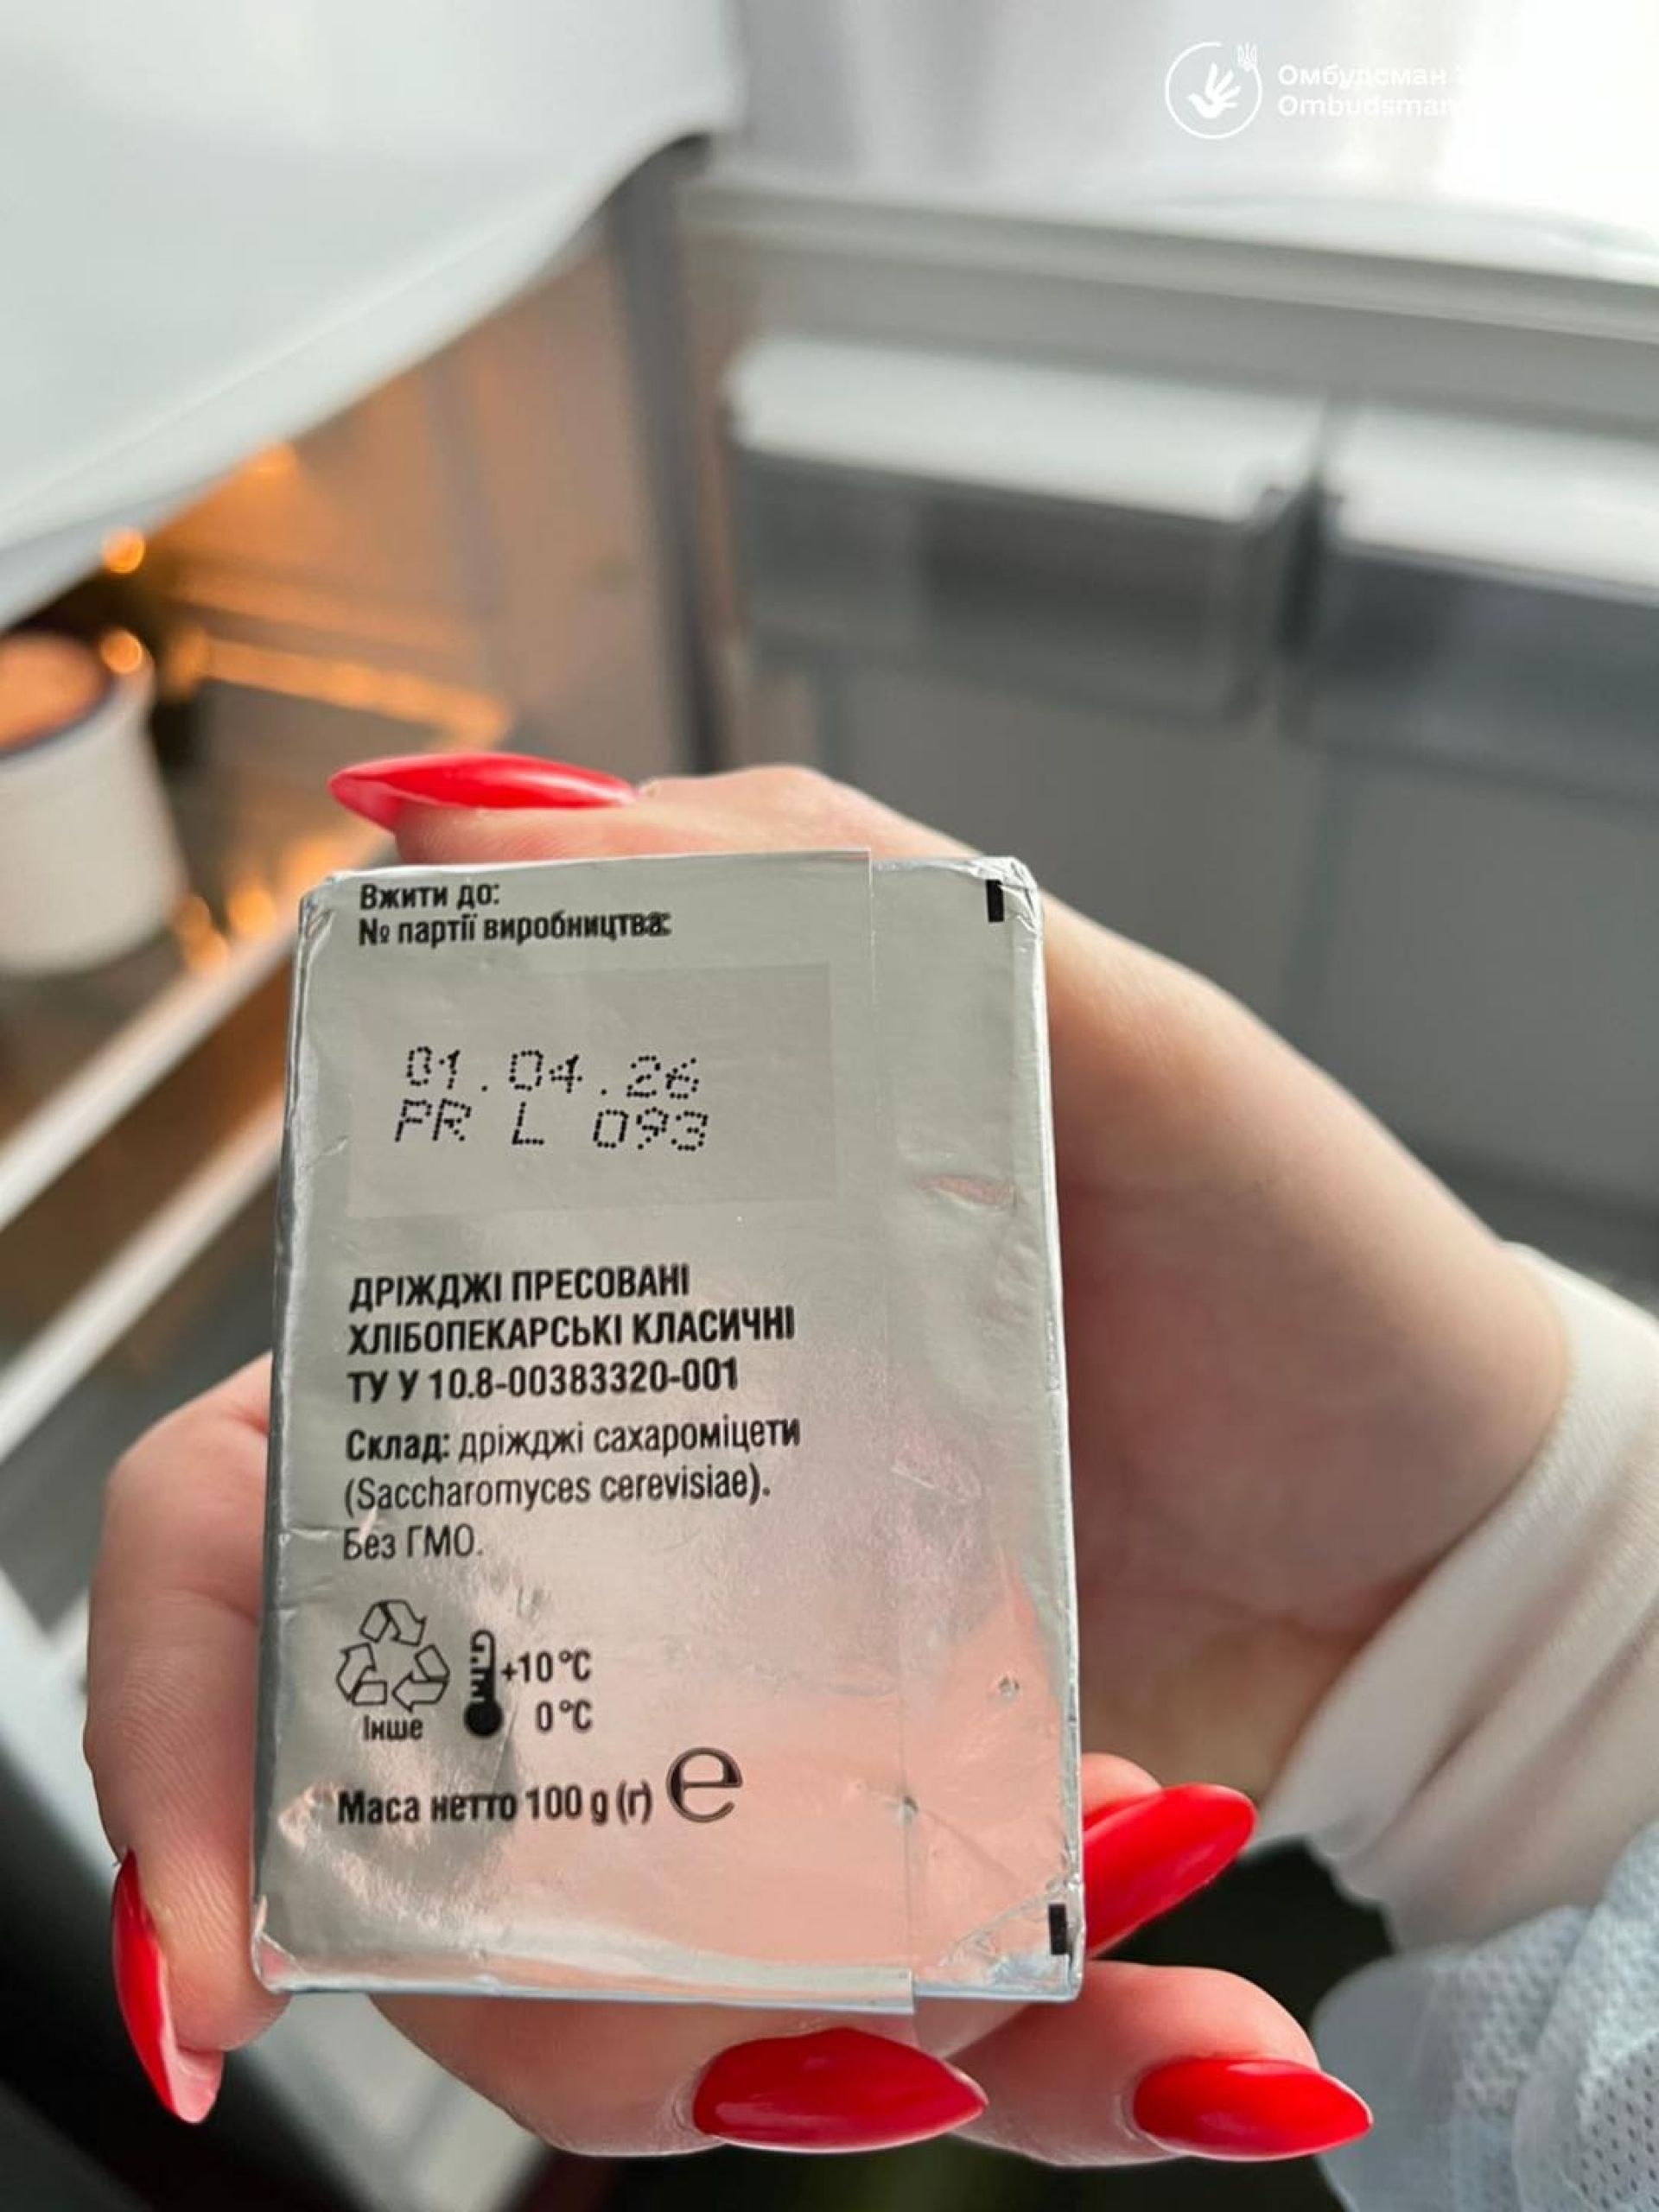 Омбудсман
Ombudsman
Вжити до:
№ партії виробництва:
01.04.26
PR L 093
ДРІЖДЖІ ПРЕСОВАНІ
ХЛІБОПЕКАРСЬКІ КЛАСИЧНІ
ТУ У 10.8-00383320-001
Склад: дріжджі сахароміцети
(Saccharomyces cerevisiae).
Без ГМО.
+10 °C
0 °C
Інше
Маса нетто 100 g (г) e